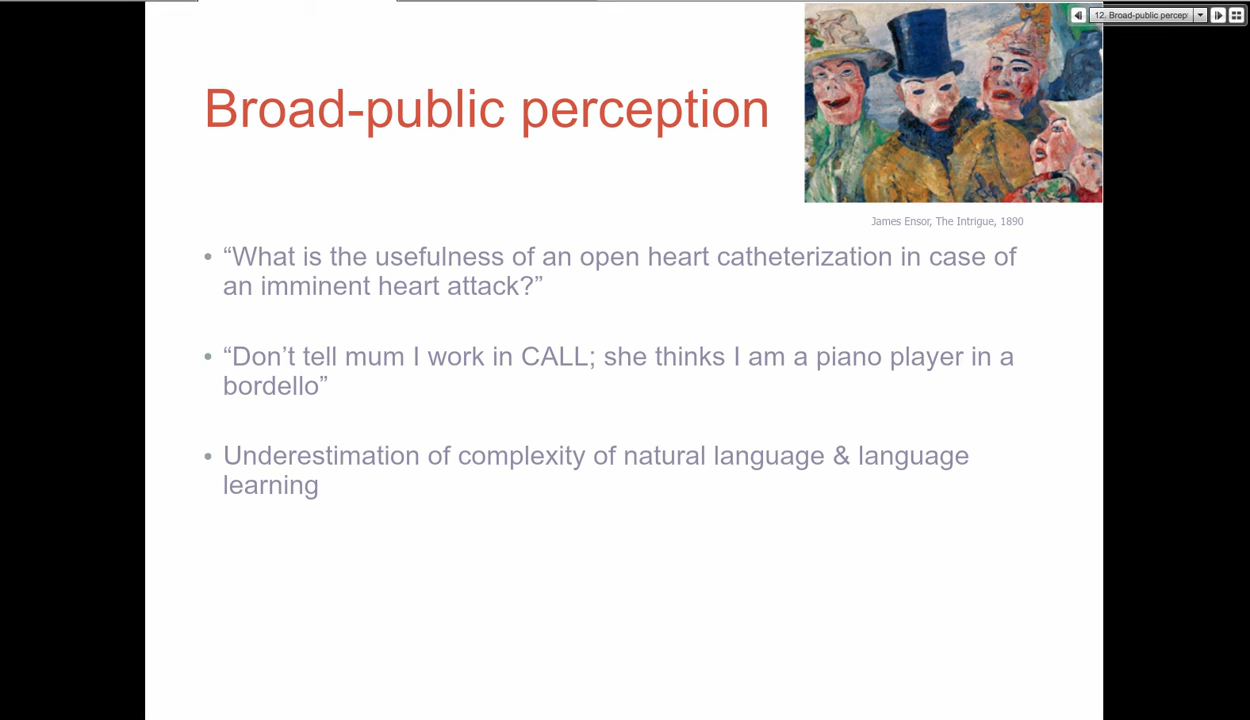 12. Broad-public percep
Broad-public perception
James Ensor, The Intrigue, 1890
• “What is the usefulness of an open heart catheterization in case of
an imminent heart attack?”
• “Don’t tell mum I work in CALL; she thinks I am a piano player in a
bordello”
• Underestimation of complexity of natural language & language
learning